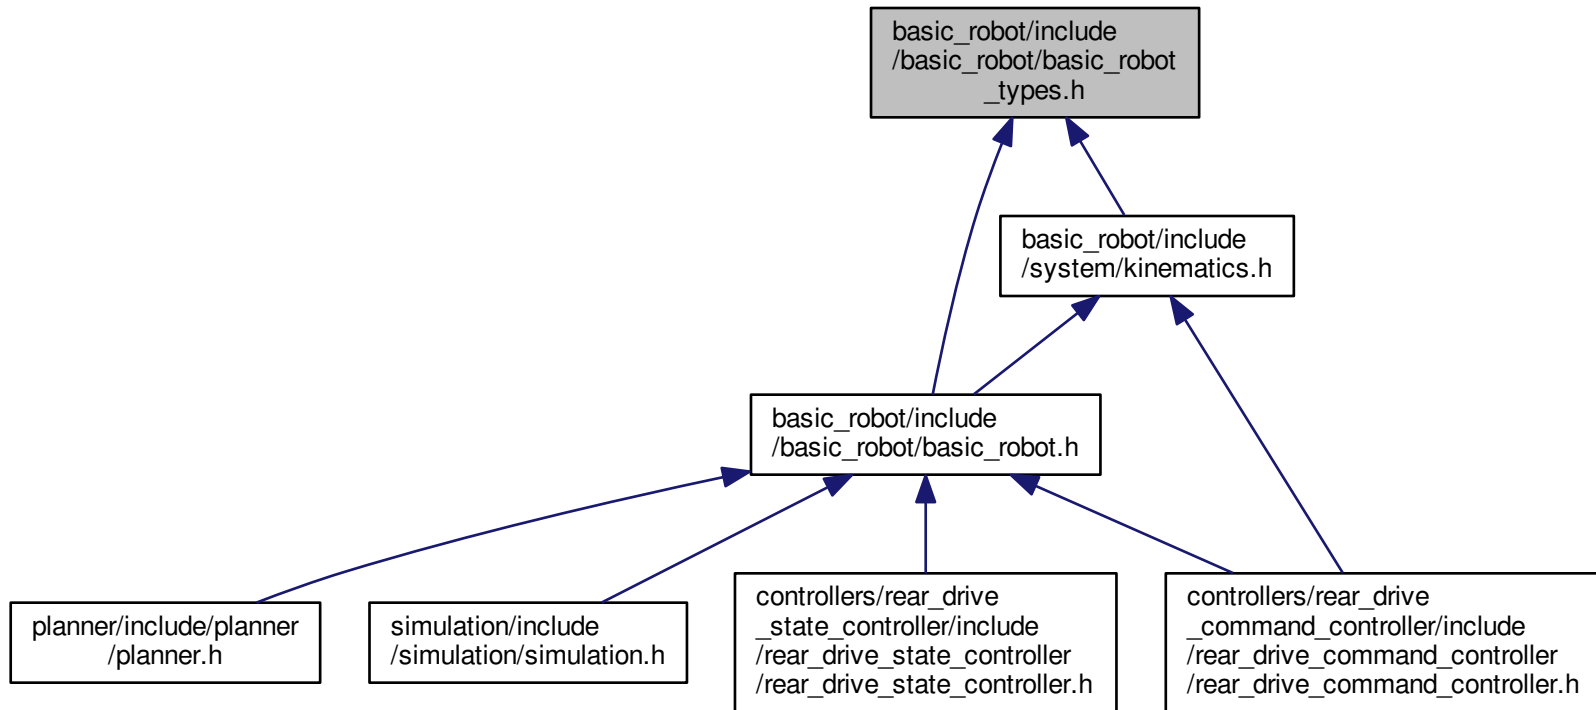 basic_robot/include
/basic_robot/basic_robot
_types.h
basic_robot/include
/system/kinematics.h
basic_robot/include
/basic_robot/basic_robot.h
planner/include/planner
/planner.h
simulation/include
/simulation/simulation.h
controllers/rear_drive
_state_controller/include
/rear_drive_state_controller
/rear_drive_state_controller.h
controllers/rear_drive
_command_controller/include
/rear_drive_command_controller
/rear_drive_command_controller.h